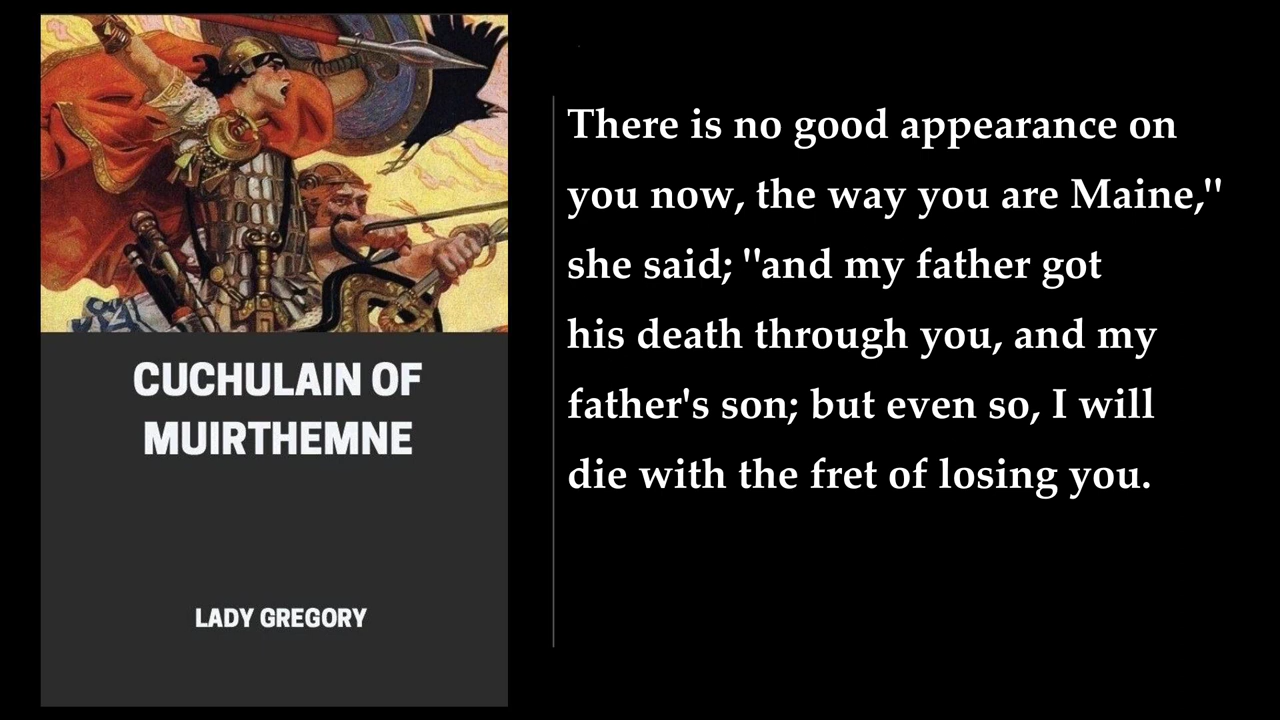 CUCHULAIN OF
MUIRTHEMNE
LADY GREGORY
There is no good appearance on
you now, the way you are Maine,"
she said; "and my father got
his death through you, and my
father's son; but even so, I will
die with the fret of losing you.